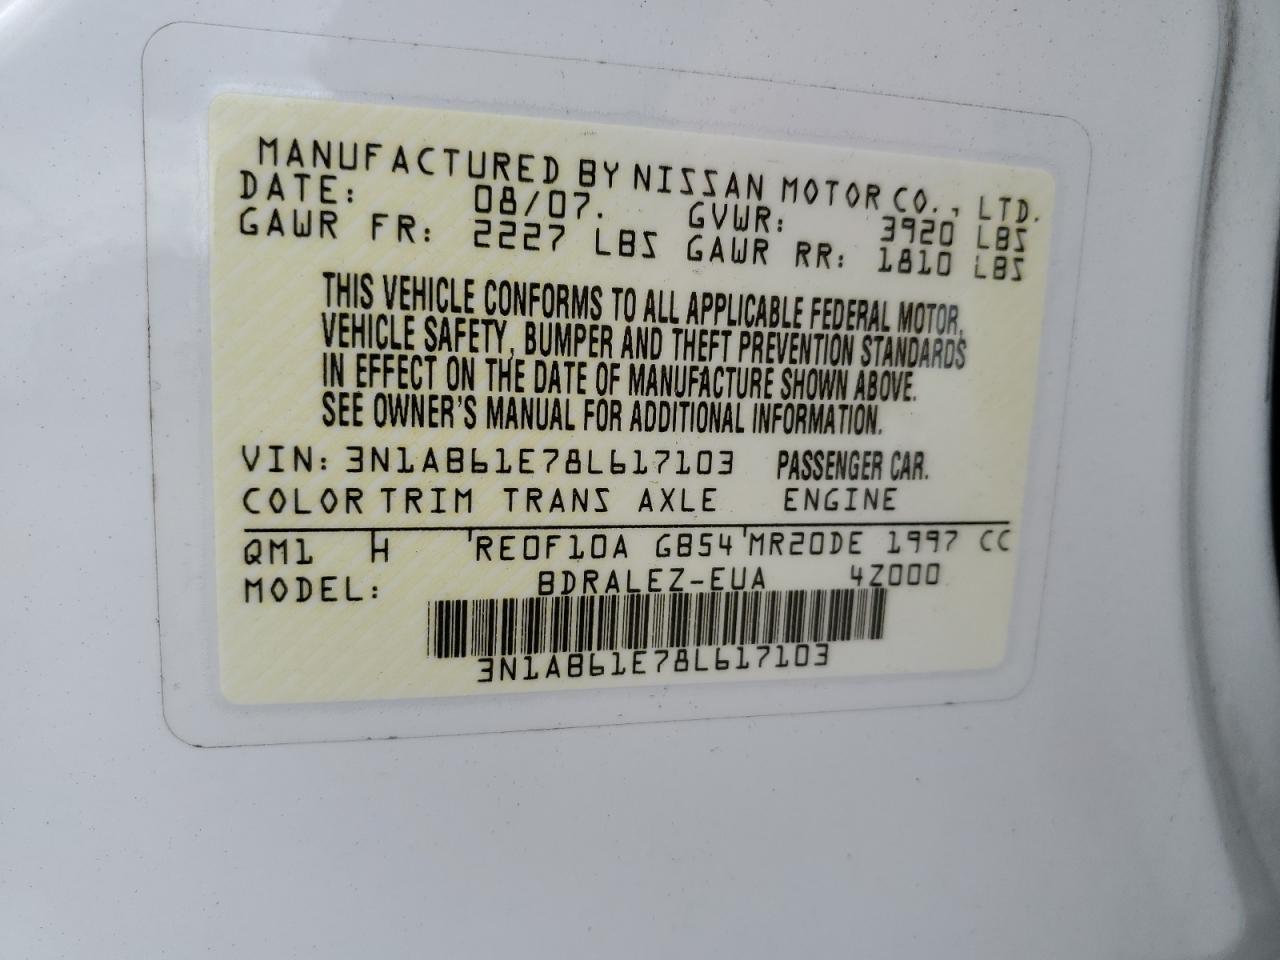 MANUFACTURED BY NISSAN MOTOR CO., LTD.
DATE: 08/07. GVWR: 3920 LBS
GAWR FR: 2227 LBS GAWR RR: 1810 LBS
THIS VEHICLE CONFORMS TO ALL APPLICABLE FEDERAL MOTOR,
VEHICLE SAFETY, BUMPER AND THEFT PREVENTION STANDARDS
IN EFFECT ON THE DATE OF MANUFACTURE SHOWN ABOVE.
SEE OWNER'S MANUAL FOR ADDITIONAL INFORMATION.
VIN: 3N1AB61E78L617103 PASSENGER CAR.
COLOR TRIM TRANS AXLE ENGINE
QM1 H 'RE0F10A GB54'MR20DE 1997 CC
MODEL: BDRALEZ-EUA 4Z000
3N1AB61E78L617103